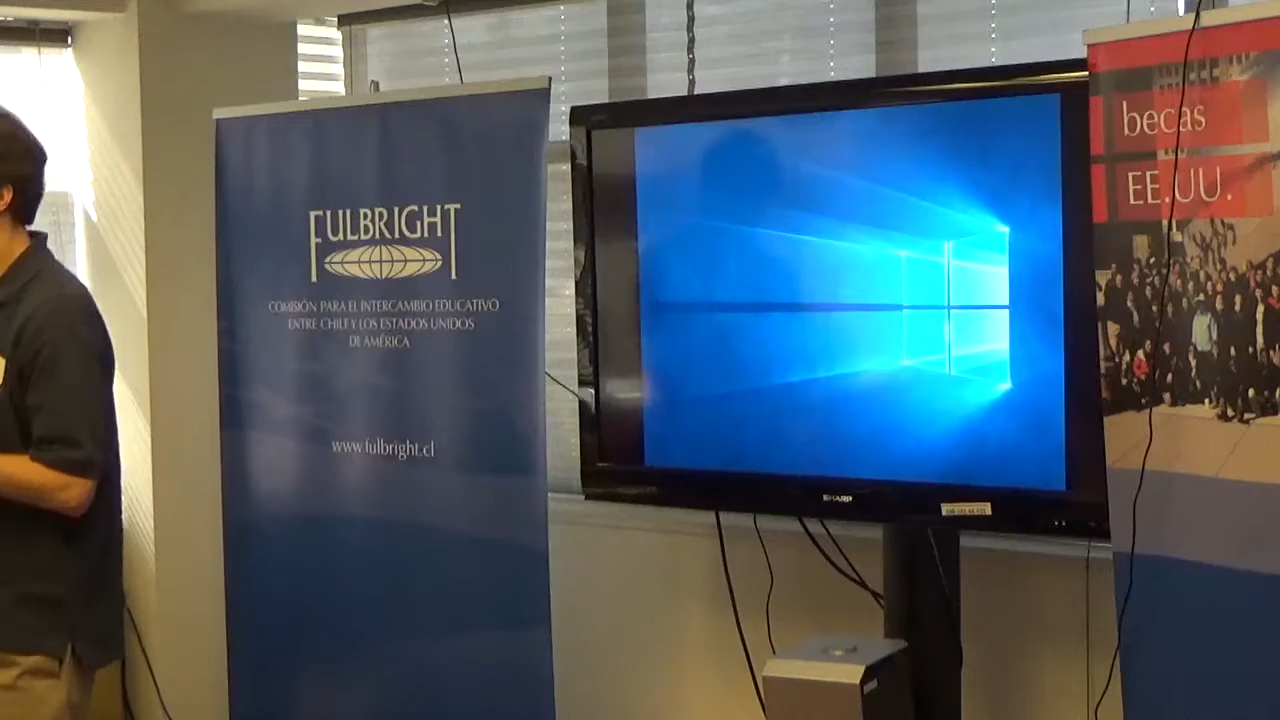 FULBRIGHT
COMISIÓN PARA EL INTERCAMBIO EDUCATIVO
ENTRE CHILE Y LOS ESTADOS UNIDOS
DE AMÉRICA
www.fulbright.cl
SHARP
becas
EE.UU.